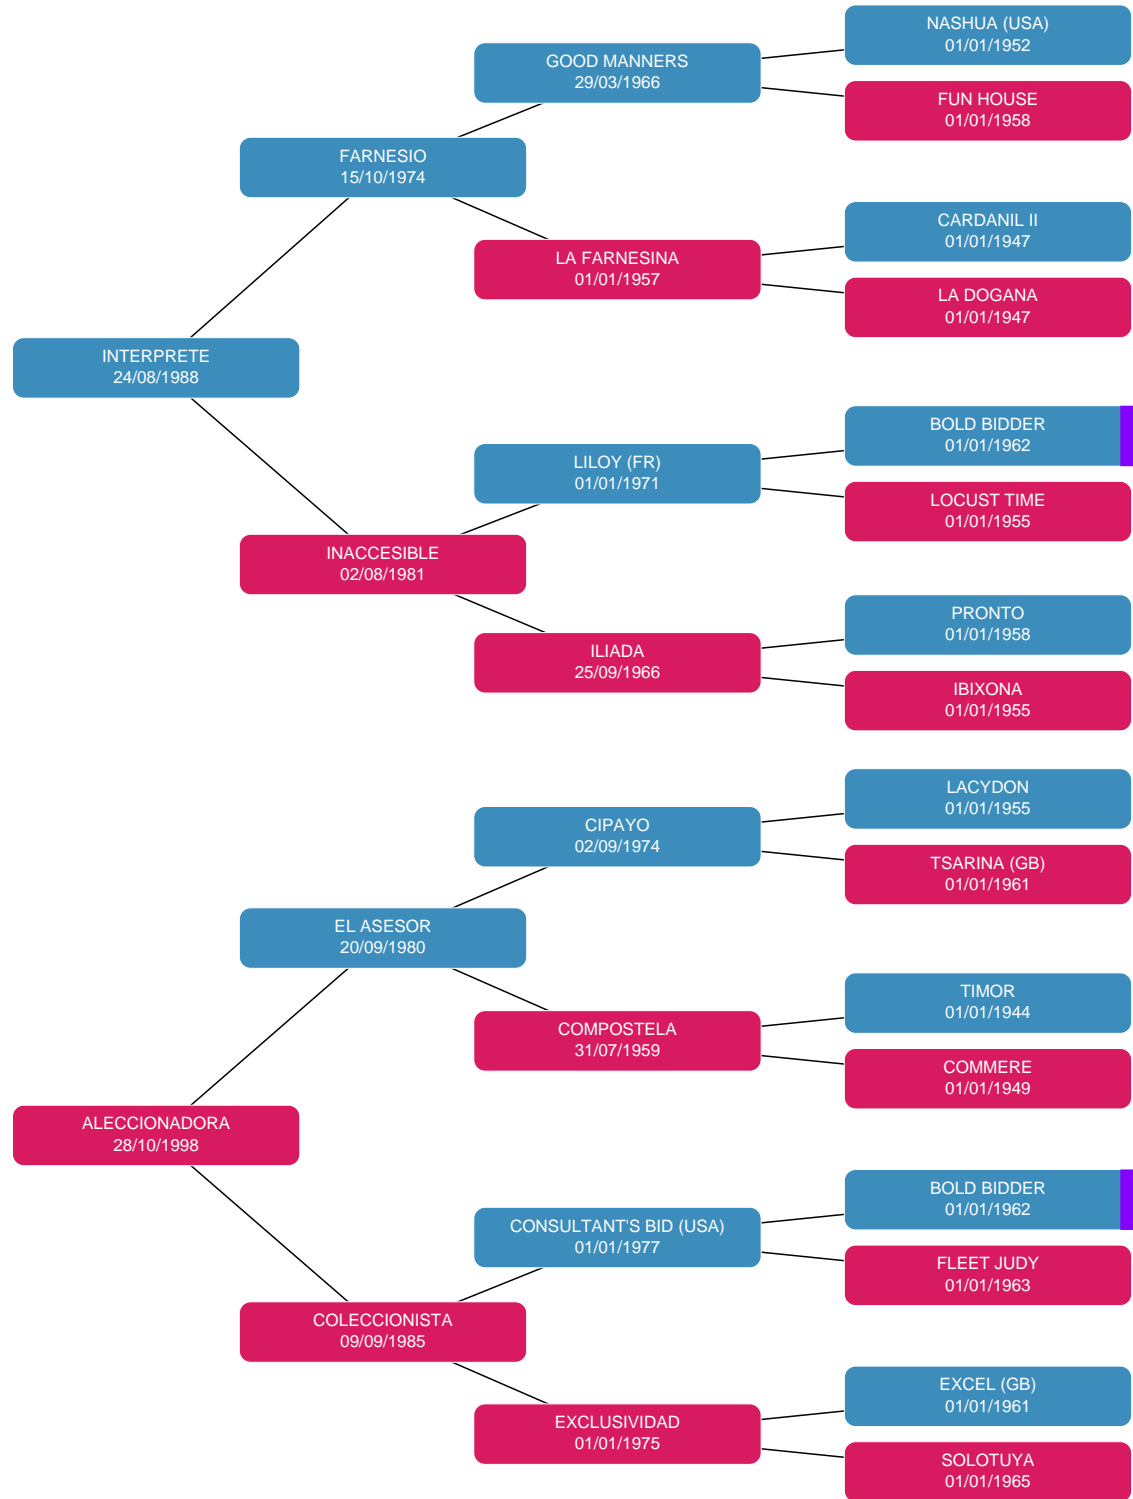 NASHUA (USA)
01/01/1952
GOOD MANNERS
29/03/1966
FUN HOUSE
01/01/1958
FARNESIO
15/10/1974
CARDANIL II
01/01/1947
LA FARNESINA
01/01/1957
LA DOGANA
01/01/1947
INTERPRETE
24/08/1988
BOLD BIDDER
01/01/1962
LILOY (FR)
01/01/1971
LOCUST TIME
01/01/1955
INACCESIBLE
02/08/1981
PRONTO
01/01/1958
ILIADA
25/09/1966
IBIXONA
01/01/1955
LACYDON
01/01/1955
CIPAYO
02/09/1974
TSARINA (GB)
01/01/1961
EL ASESOR
20/09/1980
TIMOR
01/01/1944
COMPOSTELA
31/07/1959
COMMERE
01/01/1949
ALECCIONADORA
28/10/1998
BOLD BIDDER
01/01/1962
CONSULTANT'S BID (USA)
01/01/1977
FLEET JUDY
01/01/1963
COLECCIONISTA
09/09/1985
EXCEL (GB)
01/01/1961
EXCLUSIVIDAD
01/01/1975
SOLOTUYA
01/01/1965